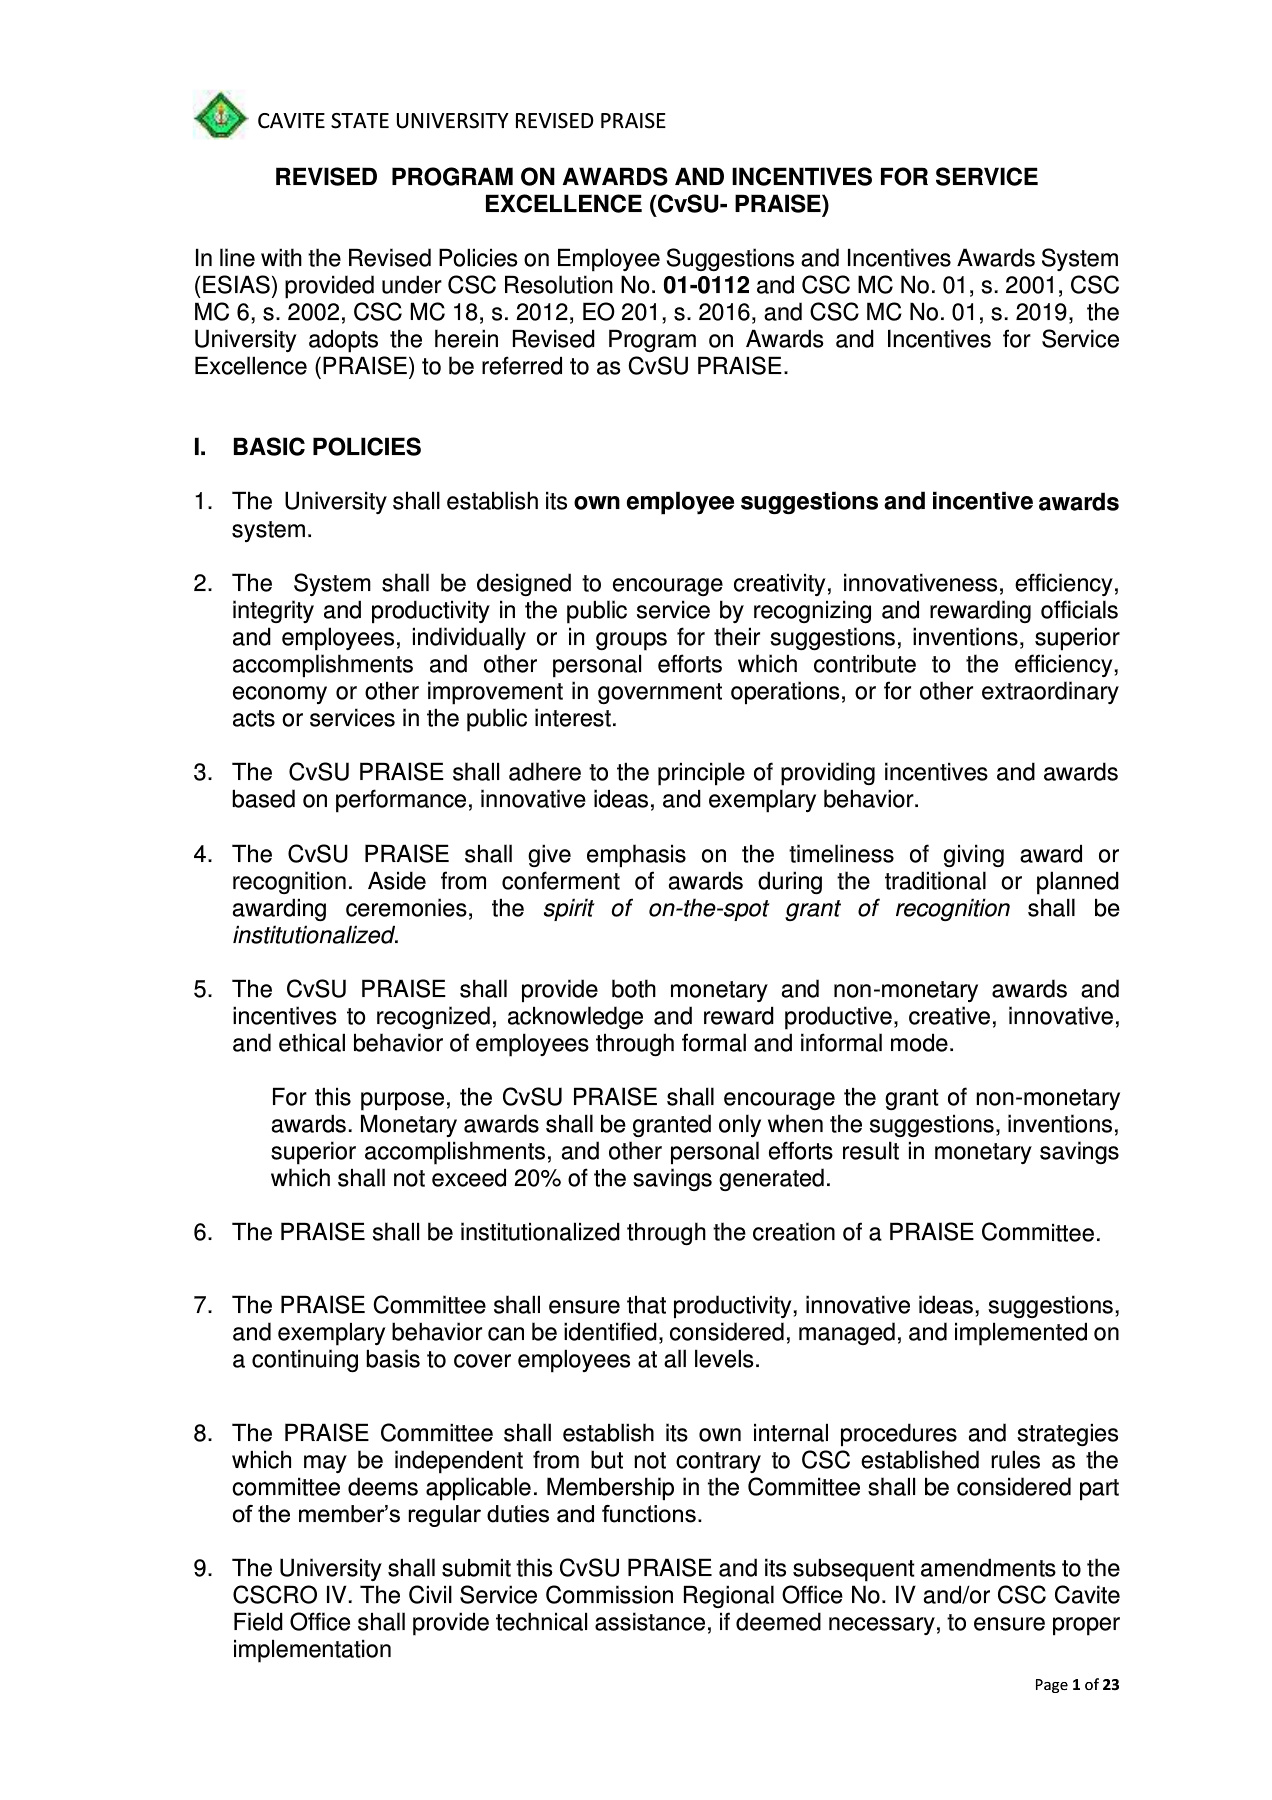 CAVITE STATE UNIVERSITY REVISED PRAISE
REVISED PROGRAM ON AWARDS AND INCENTIVES FOR SERVICE
EXCELLENCE (CvSU- PRAISE)
In line with the Revised Policies on Employee Suggestions and Incentives Awards System
(ESIAS) provided under CSC Resolution No. 01-0112 and CSC MC No. 01, s. 2001, CSC
MC 6, s. 2002, CSC MC 18, s. 2012, EO 201, s. 2016, and CSC MC No. 01, s. 2019, the
University adopts the herein Revised Program on Awards and Incentives for Service
Excellence (PRAISE) to be referred to as CvSU PRAISE.
I. BASIC POLICIES
1. The University shall establish its own employee suggestions and incentive awards
system.
2. The System shall be designed to encourage creativity, innovativeness, efficiency,
integrity and productivity in the public service by recognizing and rewarding officials
and employees, individually or in groups for their suggestions, inventions, superior
accomplishments and other personal efforts which contribute to the efficiency,
economy or other improvement in government operations, or for other extraordinary
acts or services in the public interest.
3. The CvSU PRAISE shall adhere to the principle of providing incentives and awards
based on performance, innovative ideas, and exemplary behavior.
4. The CvSU PRAISE shall give emphasis on the timeliness of giving award or
recognition. Aside from conferment of awards during the traditional or planned
awarding ceremonies, the spirit of on-the-spot grant of recognition shall be
institutionalized.
5. The CvSU PRAISE shall provide both monetary and non-monetary awards and
incentives to recognized, acknowledge and reward productive, creative, innovative,
and ethical behavior of employees through formal and informal mode.
For this purpose, the CvSU PRAISE shall encourage the grant of non-monetary
awards. Monetary awards shall be granted only when the suggestions, inventions,
superior accomplishments, and other personal efforts result in monetary savings
which shall not exceed 20% of the savings generated.
6. The PRAISE shall be institutionalized through the creation of a PRAISE Committee.
7. The PRAISE Committee shall ensure that productivity, innovative ideas, suggestions,
and exemplary behavior can be identified, considered, managed, and implemented on
a continuing basis to cover employees at all levels.
8. The PRAISE Committee shall establish its own internal procedures and strategies
which may be independent from but not contrary to CSC established rules as the
committee deems applicable. Membership in the Committee shall be considered part
of the member's regular duties and functions.
9. The University shall submit this CvSU PRAISE and its subsequent amendments to the
CSCRO IV. The Civil Service Commission Regional Office No. IV and/or CSC Cavite
Field Office shall provide technical assistance, if deemed necessary, to ensure proper
implementation
Page 1 of 23